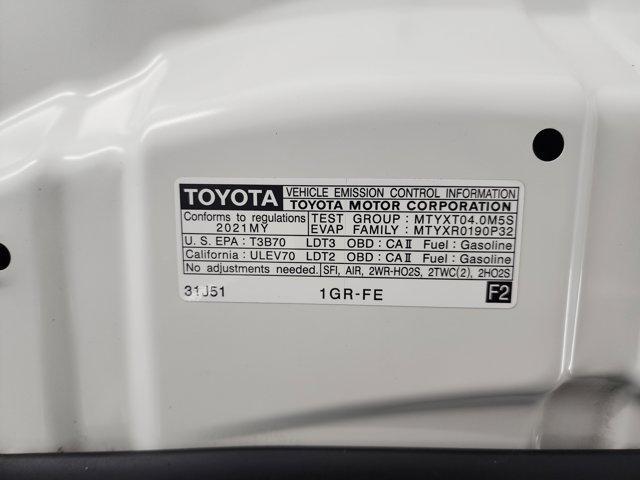 TOYOTA VEHICLE EMISSION CONTROL INFORMATION
TOYOTA MOTOR CORPORATION
Conforms to regulations TEST GROUP : MTYXT04.0M5S
2021MY EVAP FAMILY : MTYXR0190P32
U. S. EPA : T3B70 LDT3 OBD : CAⅡ Fuel : Gasoline
California : ULEV70 LDT2 OBD : CAⅡ Fuel : Gasoline
No adjustments needed. SFI, AIR, 2WR-HO2S, 2TWC(2), 2HO2S
31J51 1GR-FE F2